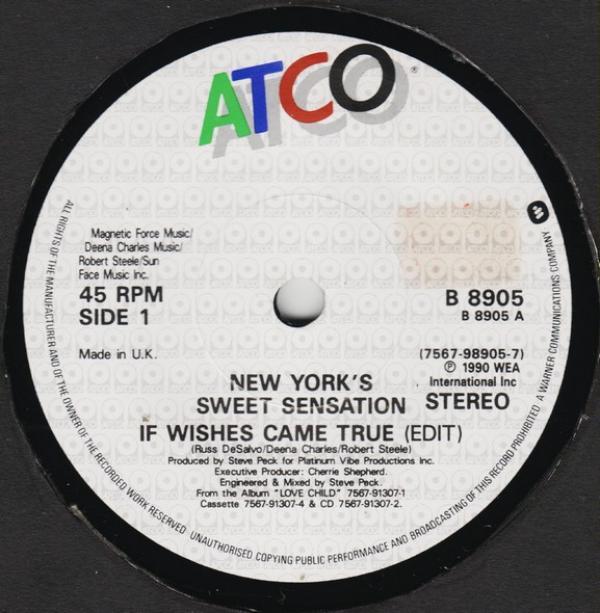 ATCO
®
Magnetic Force Music/
Deena Charles Music/
Robert Steele/Sun
Face Music Inc.
45 RPM
SIDE 1
B 8905
B 8905 A
Made in U.K.
(7567-98905-7)
℗ 1990 WEA
International Inc
STEREO
NEW YORK'S
SWEET SENSATION
IF WISHES CAME TRUE (EDIT)
(Russ DeSalvo/Deena Charles/Robert Steele)
Produced by Steve Peck for Platinum Vibe Productions Inc.
Executive Producer: Cherrie Shepherd.
Engineered & Mixed by Steve Peck.
From the Album "LOVE CHILD" 7567-91307-1
Cassette 7567-91307-4 & CD 7567-91307-2.
ALL RIGHTS OF THE MANUFACTURER AND OF THE OWNER OF THE RECORDED WORK RESERVED UNAUTHORISED COPYING PUBLIC PERFORMANCE AND BROADCASTING OF THIS RECORD PROHIBITED A WARNER COMMUNICATIONS COMPANY